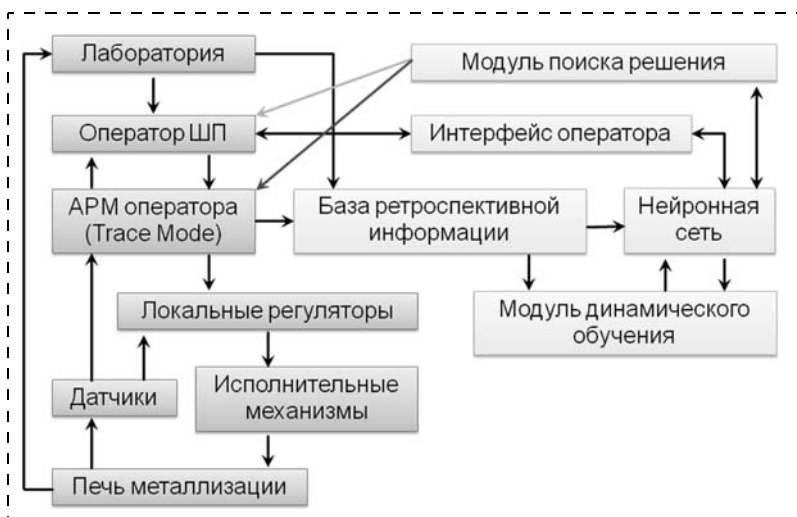 Лаборатория
Модуль поиска решения
Оператор ШП
Интерфейс оператора
АРМ оператора
(Trace Mode)
База ретроспективной
информации
Нейронная
сеть
Локальные регуляторы
Модуль динамического
обучения
Датчики
Исполнительные
механизмы
Печь металлизации